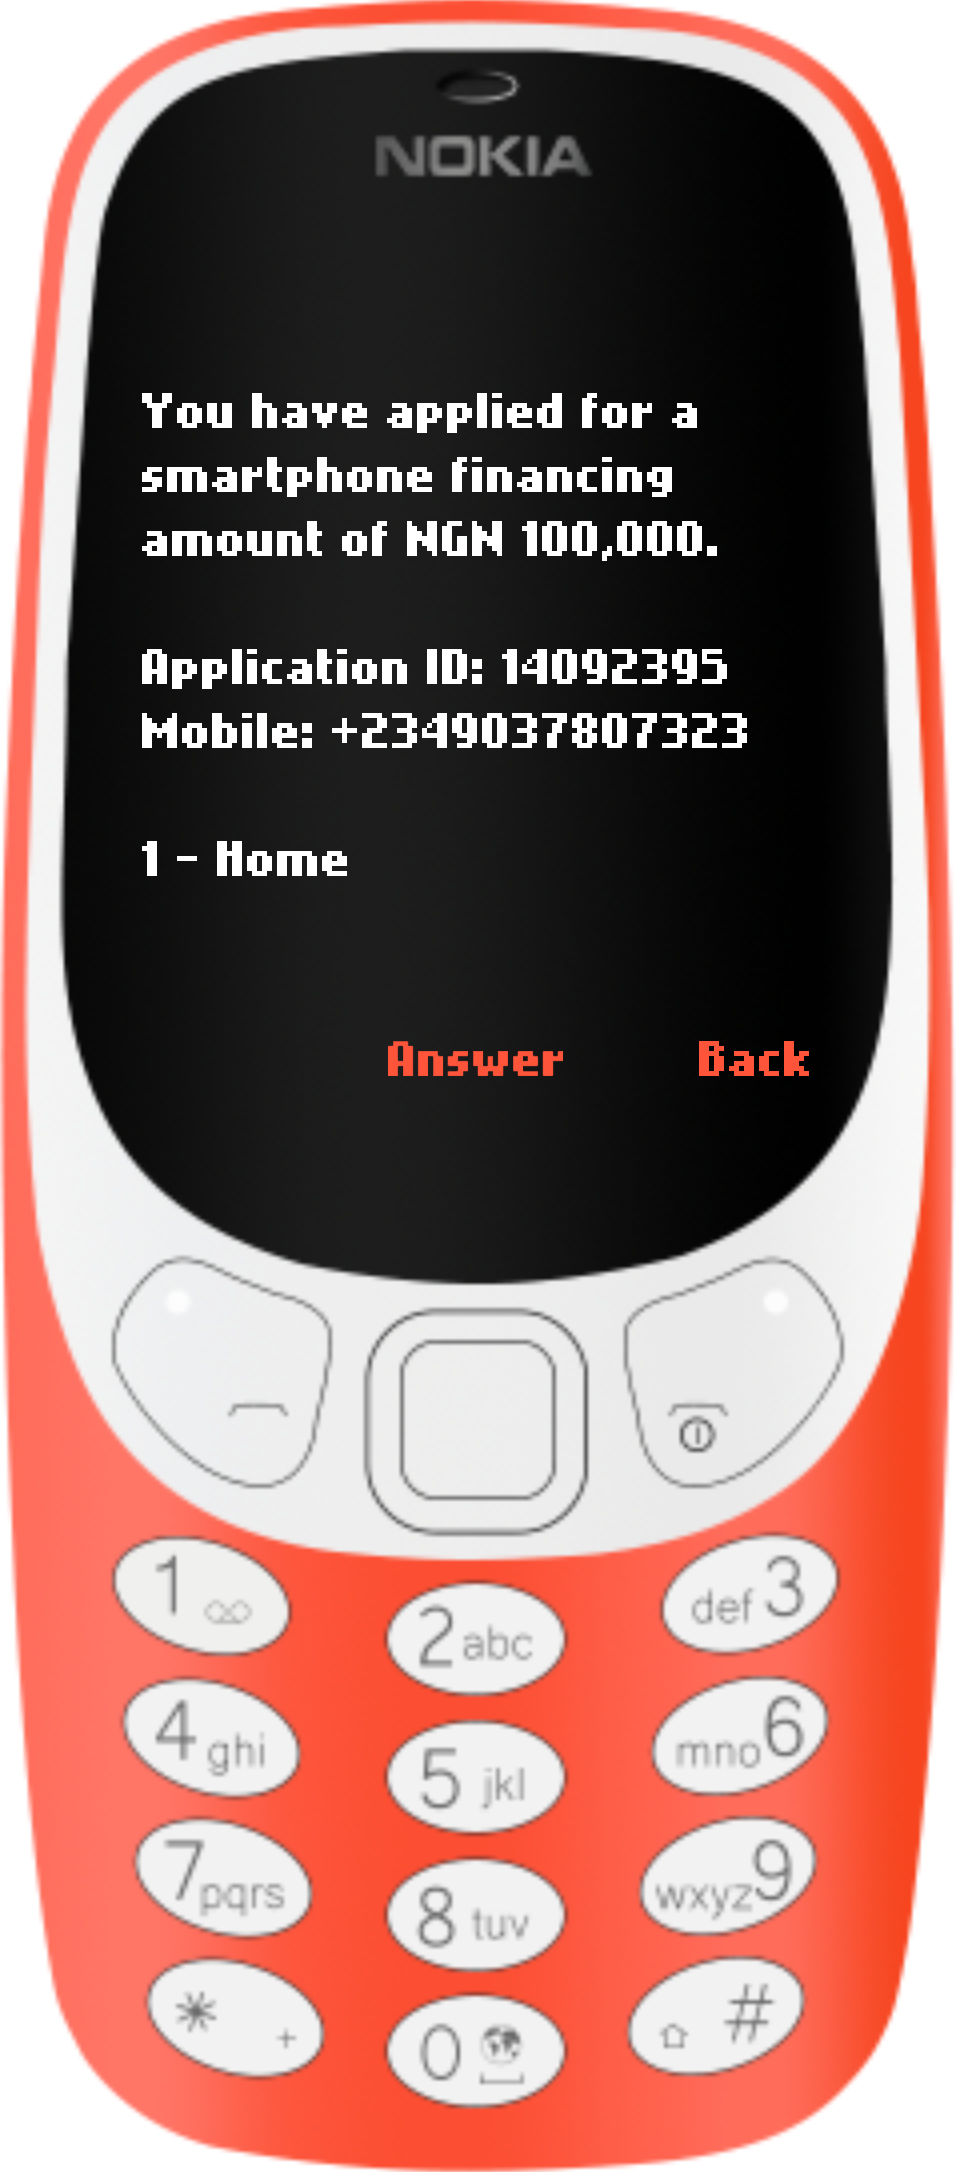 NOKIA
You have applied for a
smartphone financing
amount of NGN 100,000.
Application ID: 14092395
Mobile: +2349037807323
1 - Home
Answer Back
1
2 abc
def 3
4 ghi
5 jkl
mno 6
7 pqrs
8 tuv
wxyz 9
* +
0
#